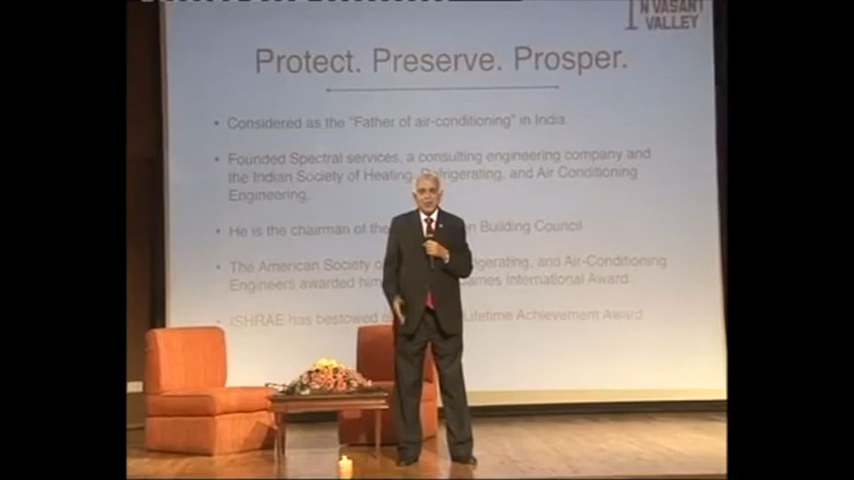 N VASANT
VALLEY
Protect. Preserve. Prosper.
• Considered as the "Father of air-conditioning" in India.
• Founded Spectral services, a consulting engineering company and
the Indian Society of Heating, Refrigerating, and Air Conditioning
Engineering.
• He is the chairman of the Building Council
• The American Society Refrigerating, and Air-Conditioning
Engineers awarded him International Award.
• ISHRAE has bestowed Lifetime Achievement Award